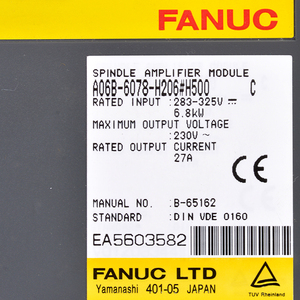 FANUC
SPINDLE AMPLIFIER MODULE
A06B-6078-H206#H500 C
RATED INPUT : 283-325V
6.8kW
MAXIMUM OUTPUT VOLTAGE :
230V ~
RATED OUTPUT CURRENT :
27A
MANUAL NO. : B-65162
STANDARD : DIN VDE 0160
EA5603582
FANUC LTD
Yamanashi 401-05 JAPAN
TUV Rheinland